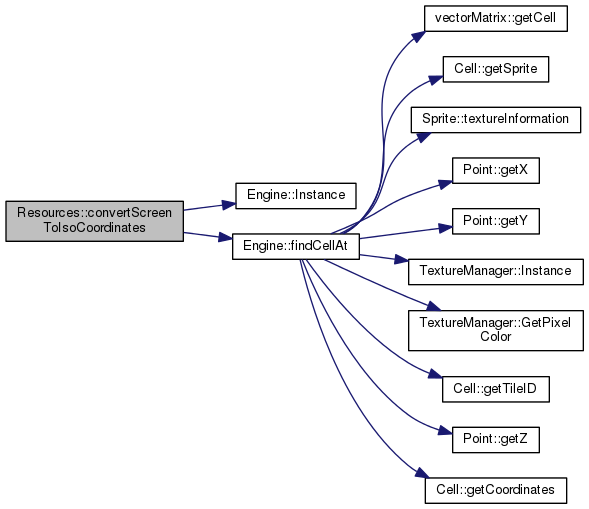 Resources::convertScreen
ToIsoCoordinates
Engine::Instance
Engine::findCellAt
vectorMatrix::getCell
Cell::getSprite
Sprite::textureInformation
Point::getX
Point::getY
TextureManager::Instance
TextureManager::GetPixel
Color
Cell::getTileID
Point::getZ
Cell::getCoordinates